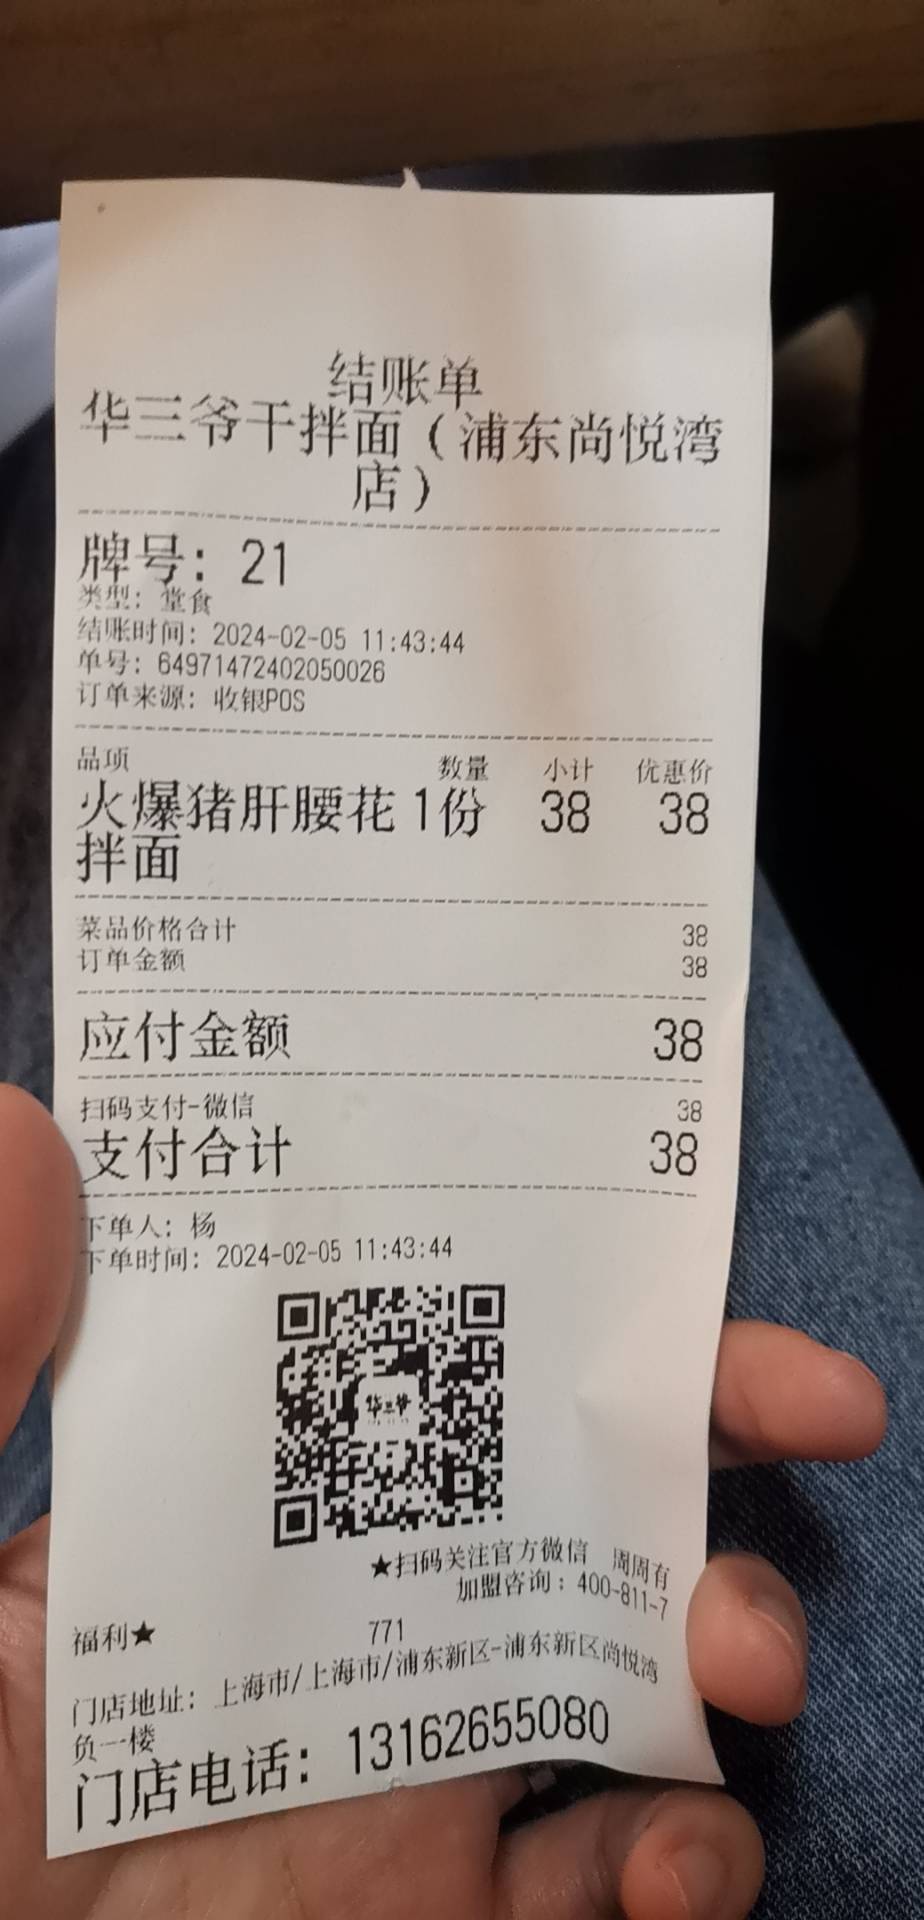 结账单
华三爷干拌面（浦东尚悦湾
店）
牌号：21
类型：堂食
结账时间：2024-02-05 11:43:44
单号：64971472402050026
订单来源：收银POS
品项 数量 小计 优惠价
火爆猪肝腰花 1份 38 38
拌面
菜品价格合计 38
订单金额 38
应付金额 38
扫码支付-微信 38
支付合计 38
下单人：杨
下单时间：2024-02-05 11:43:44
华三爷
★扫码关注官方微信 周周有
福利★ 加盟咨询：400-811-7
771
门店地址：上海市/上海市/浦东新区-浦东新区尚悦湾
负一楼
门店电话：13162655080